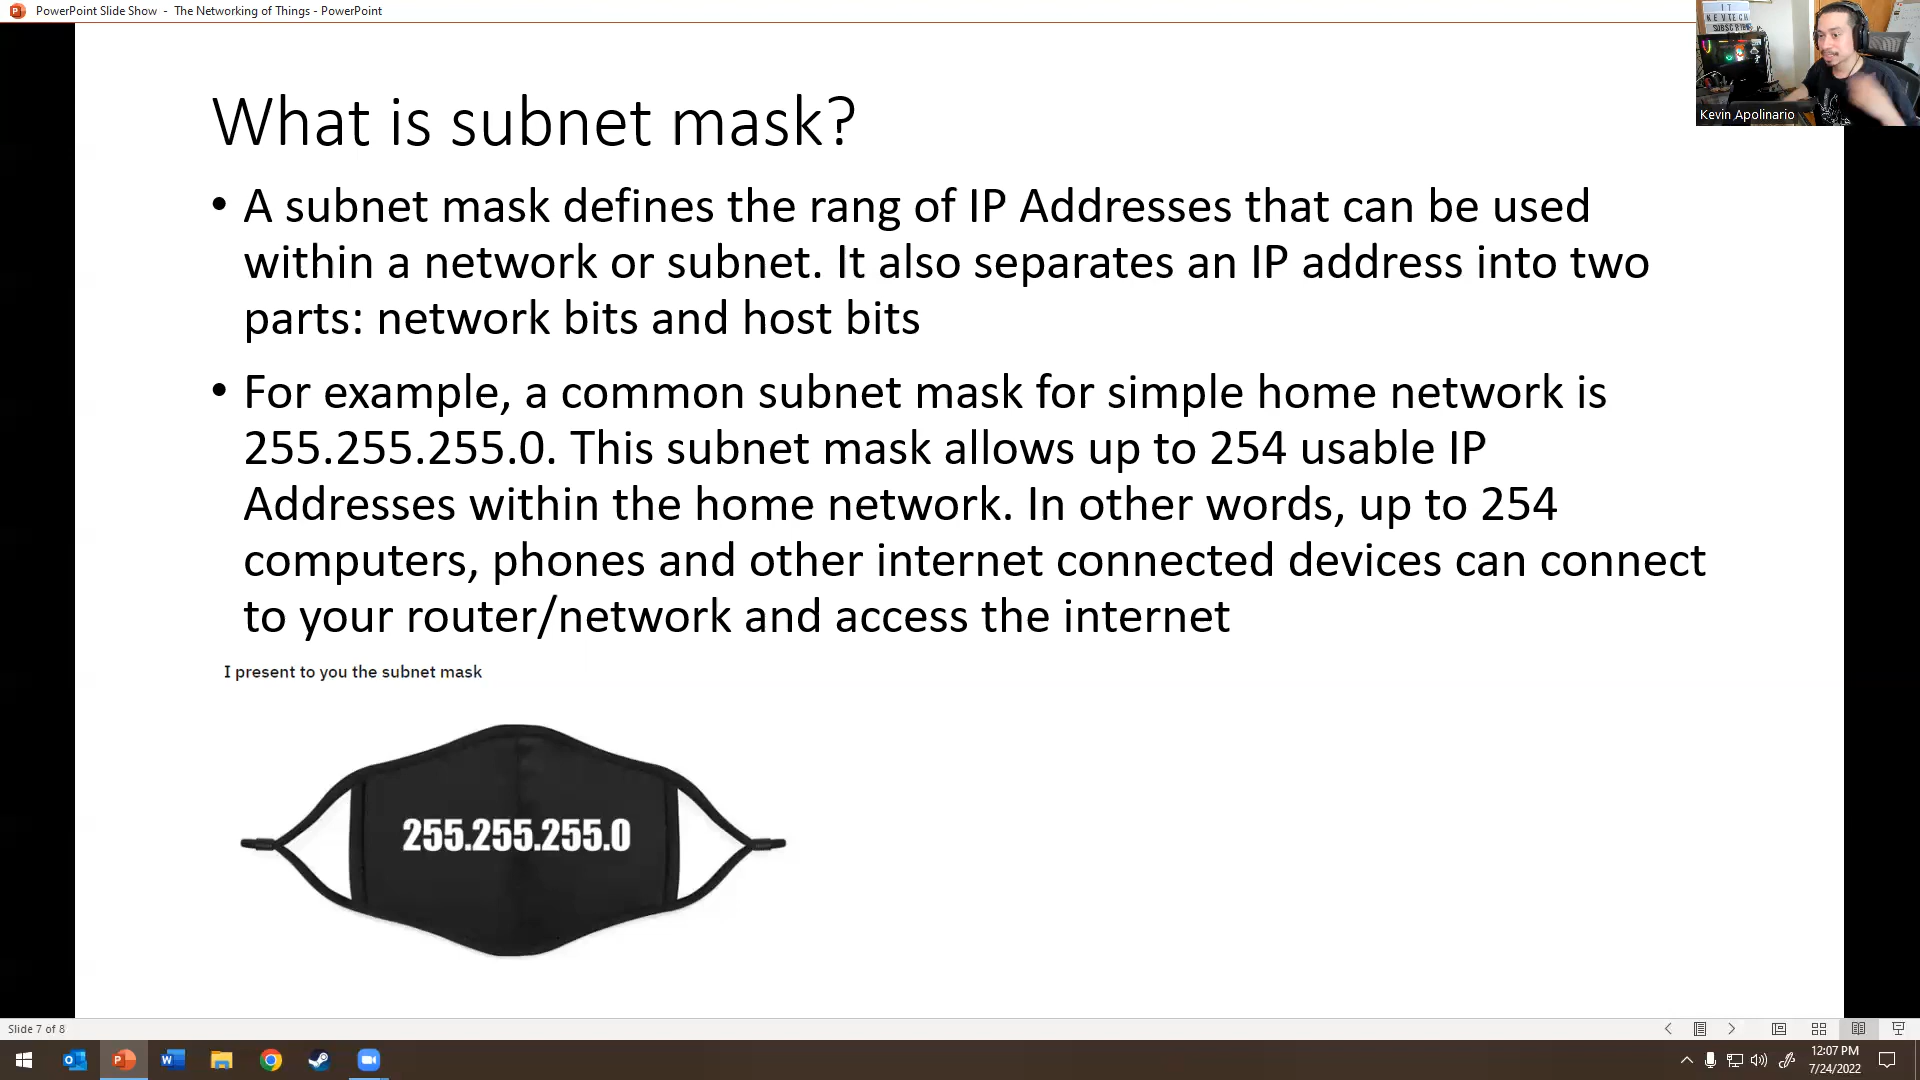 PowerPoint Slide Show - The Networking of Things - PowerPoint
Kevin Apolinario
What is subnet mask?
• A subnet mask defines the rang of IP Addresses that can be used
within a network or subnet. It also separates an IP address into two
parts: network bits and host bits
• For example, a common subnet mask for simple home network is
255.255.255.0. This subnet mask allows up to 254 usable IP
Addresses within the home network. In other words, up to 254
computers, phones and other internet connected devices can connect
to your router/network and access the internet
I present to you the subnet mask
255.255.255.0
Slide 7 of 8
12:07 PM
7/24/2022